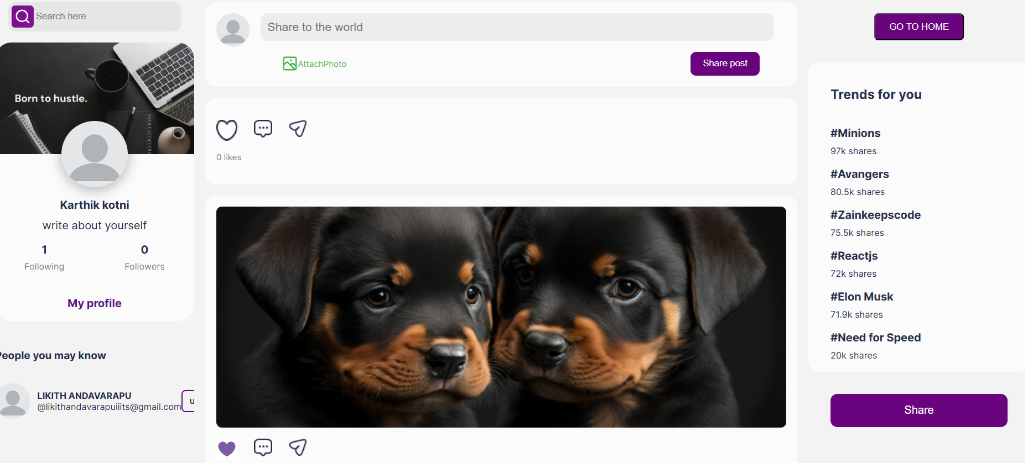 Search here
Born to hustle.
Karthik kotni
write about yourself
1
Following
0
Followers
My profile
People you may know
LIKITH ANDAVARAPU
@likithandavarapuiiits@gmail.com
Share to the world
AttachPhoto
Share post
0 likes
GO TO HOME
Trends for you
#Minions
97k shares
#Avangers
80.5k shares
#Zainkeepscode
75.5k shares
#Reactjs
72k shares
#Elon Musk
71.9k shares
#Need for Speed
20k shares
Share